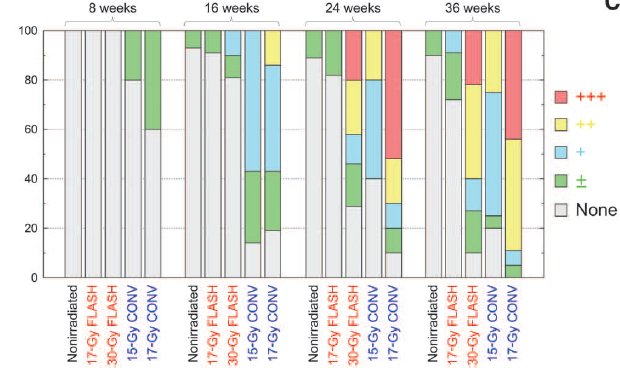 8 weeks
16 weeks
24 weeks
36 weeks
C
100
80
60
40
20
0
+++
++
+
±
None
Nonirradiated
17-Gy FLASH
30-Gy FLASH
15-Gy CONV
17-Gy CONV
Nonirradiated
17-Gy FLASH
30-Gy FLASH
15-Gy CONV
17-Gy CONV
Nonirradiated
17-Gy FLASH
30-Gy FLASH
15-Gy CONV
17-Gy CONV
Nonirradiated
17-Gy FLASH
30-Gy FLASH
15-Gy CONV
17-Gy CONV